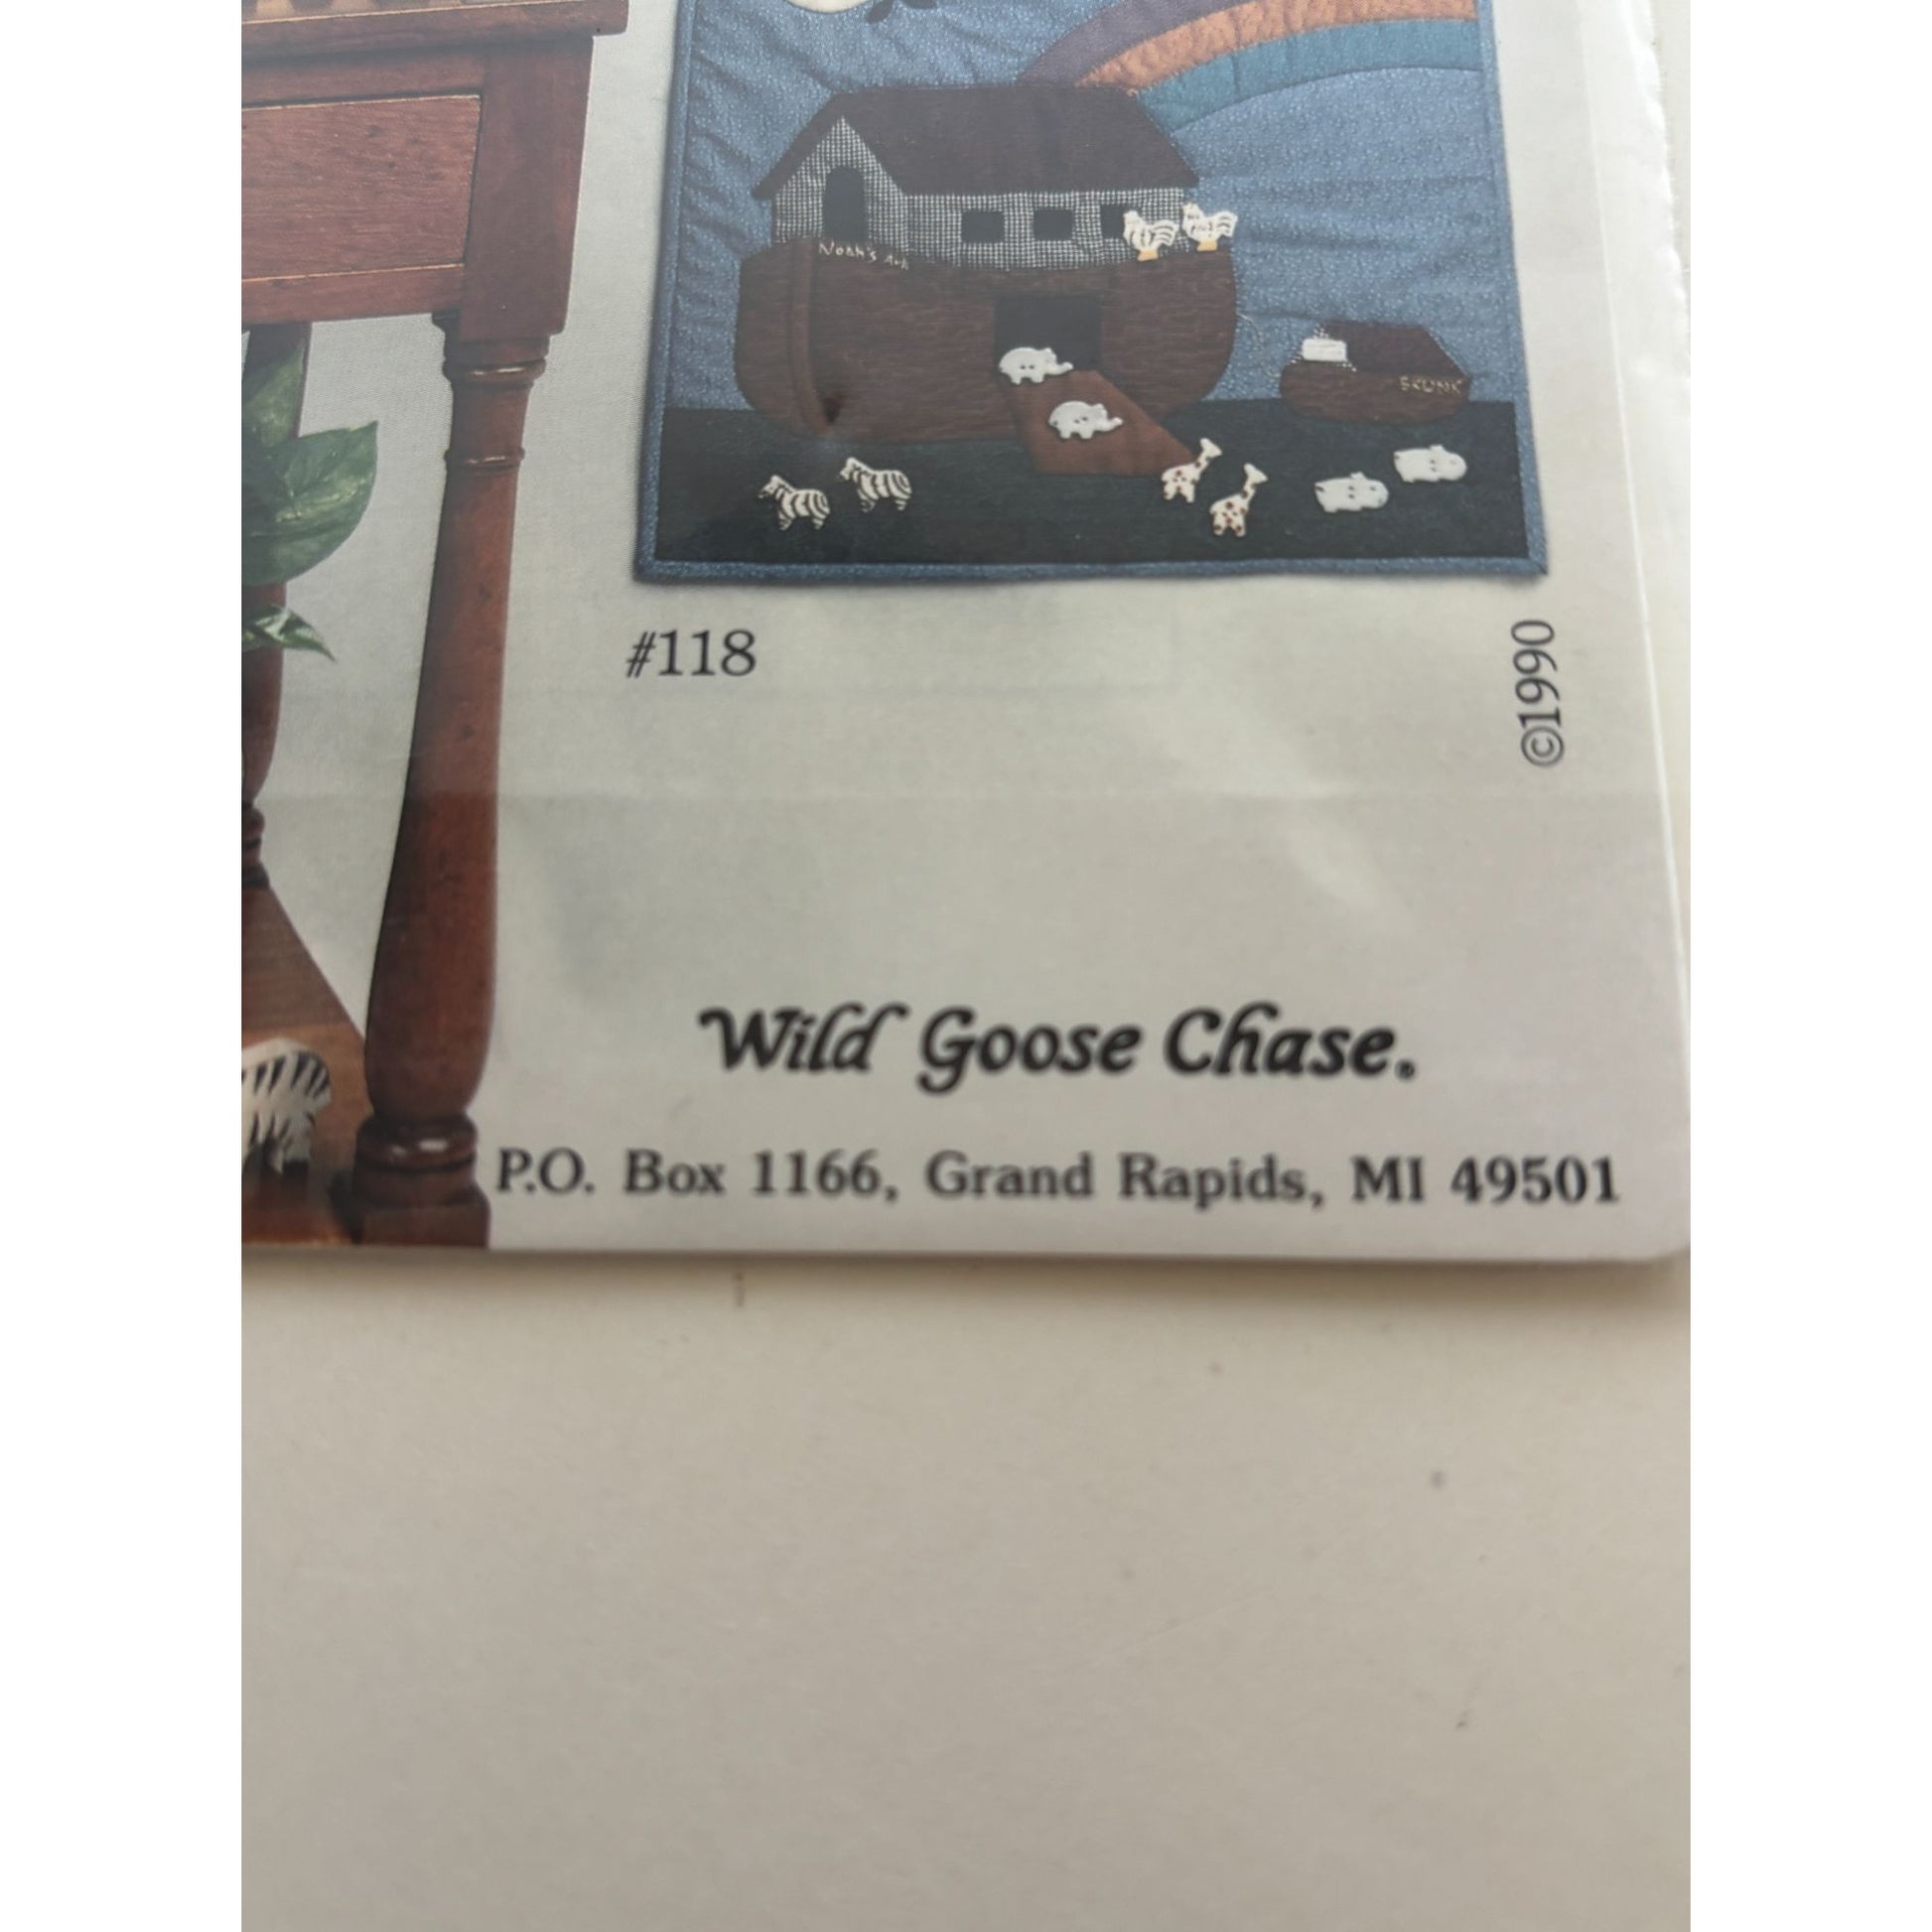 Noah's Ark
SKUNK
#118
©1990
Wild Goose Chase®
P.O. Box 1166, Grand Rapids, MI 49501